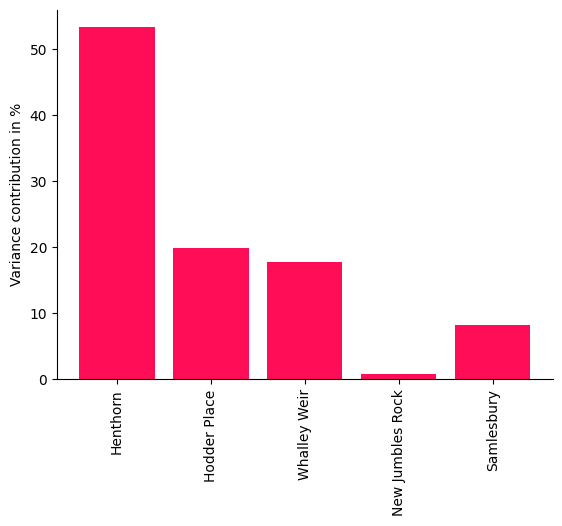 Variance contribution in %
50
40
30
20
10
0
Henthorn
Hodder Place
Whalley Weir
New Jumbles Rock
Samlesbury